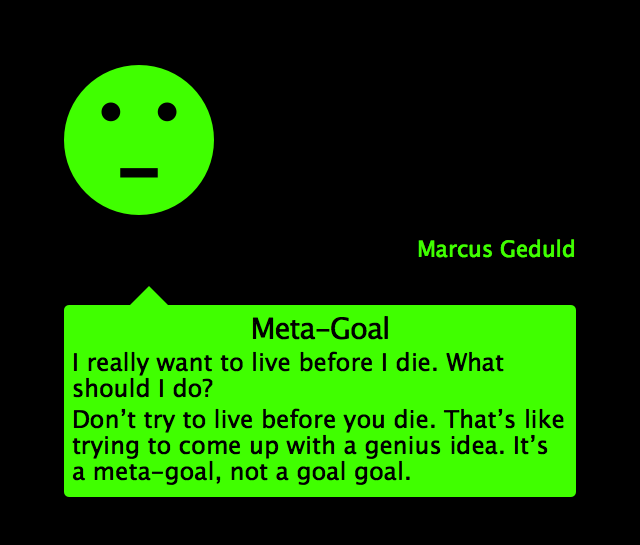 Marcus Geduld
Meta-Goal
I really want to live before I die. What
should I do?
Don’t try to live before you die. That’s like
trying to come up with a genius idea. It’s
a meta-goal, not a goal goal.